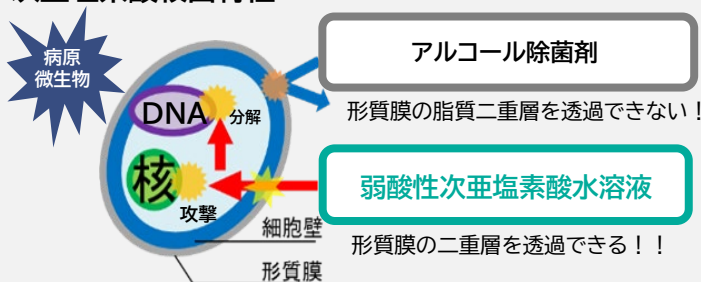 病原
微生物
アルコール除菌剤
DNA
分解
形質膜の脂質二重層を透過できない!
核
攻撃
弱酸性次亜塩素酸水溶液
細胞壁
形質膜の二重層を透過できる！！
形質膜